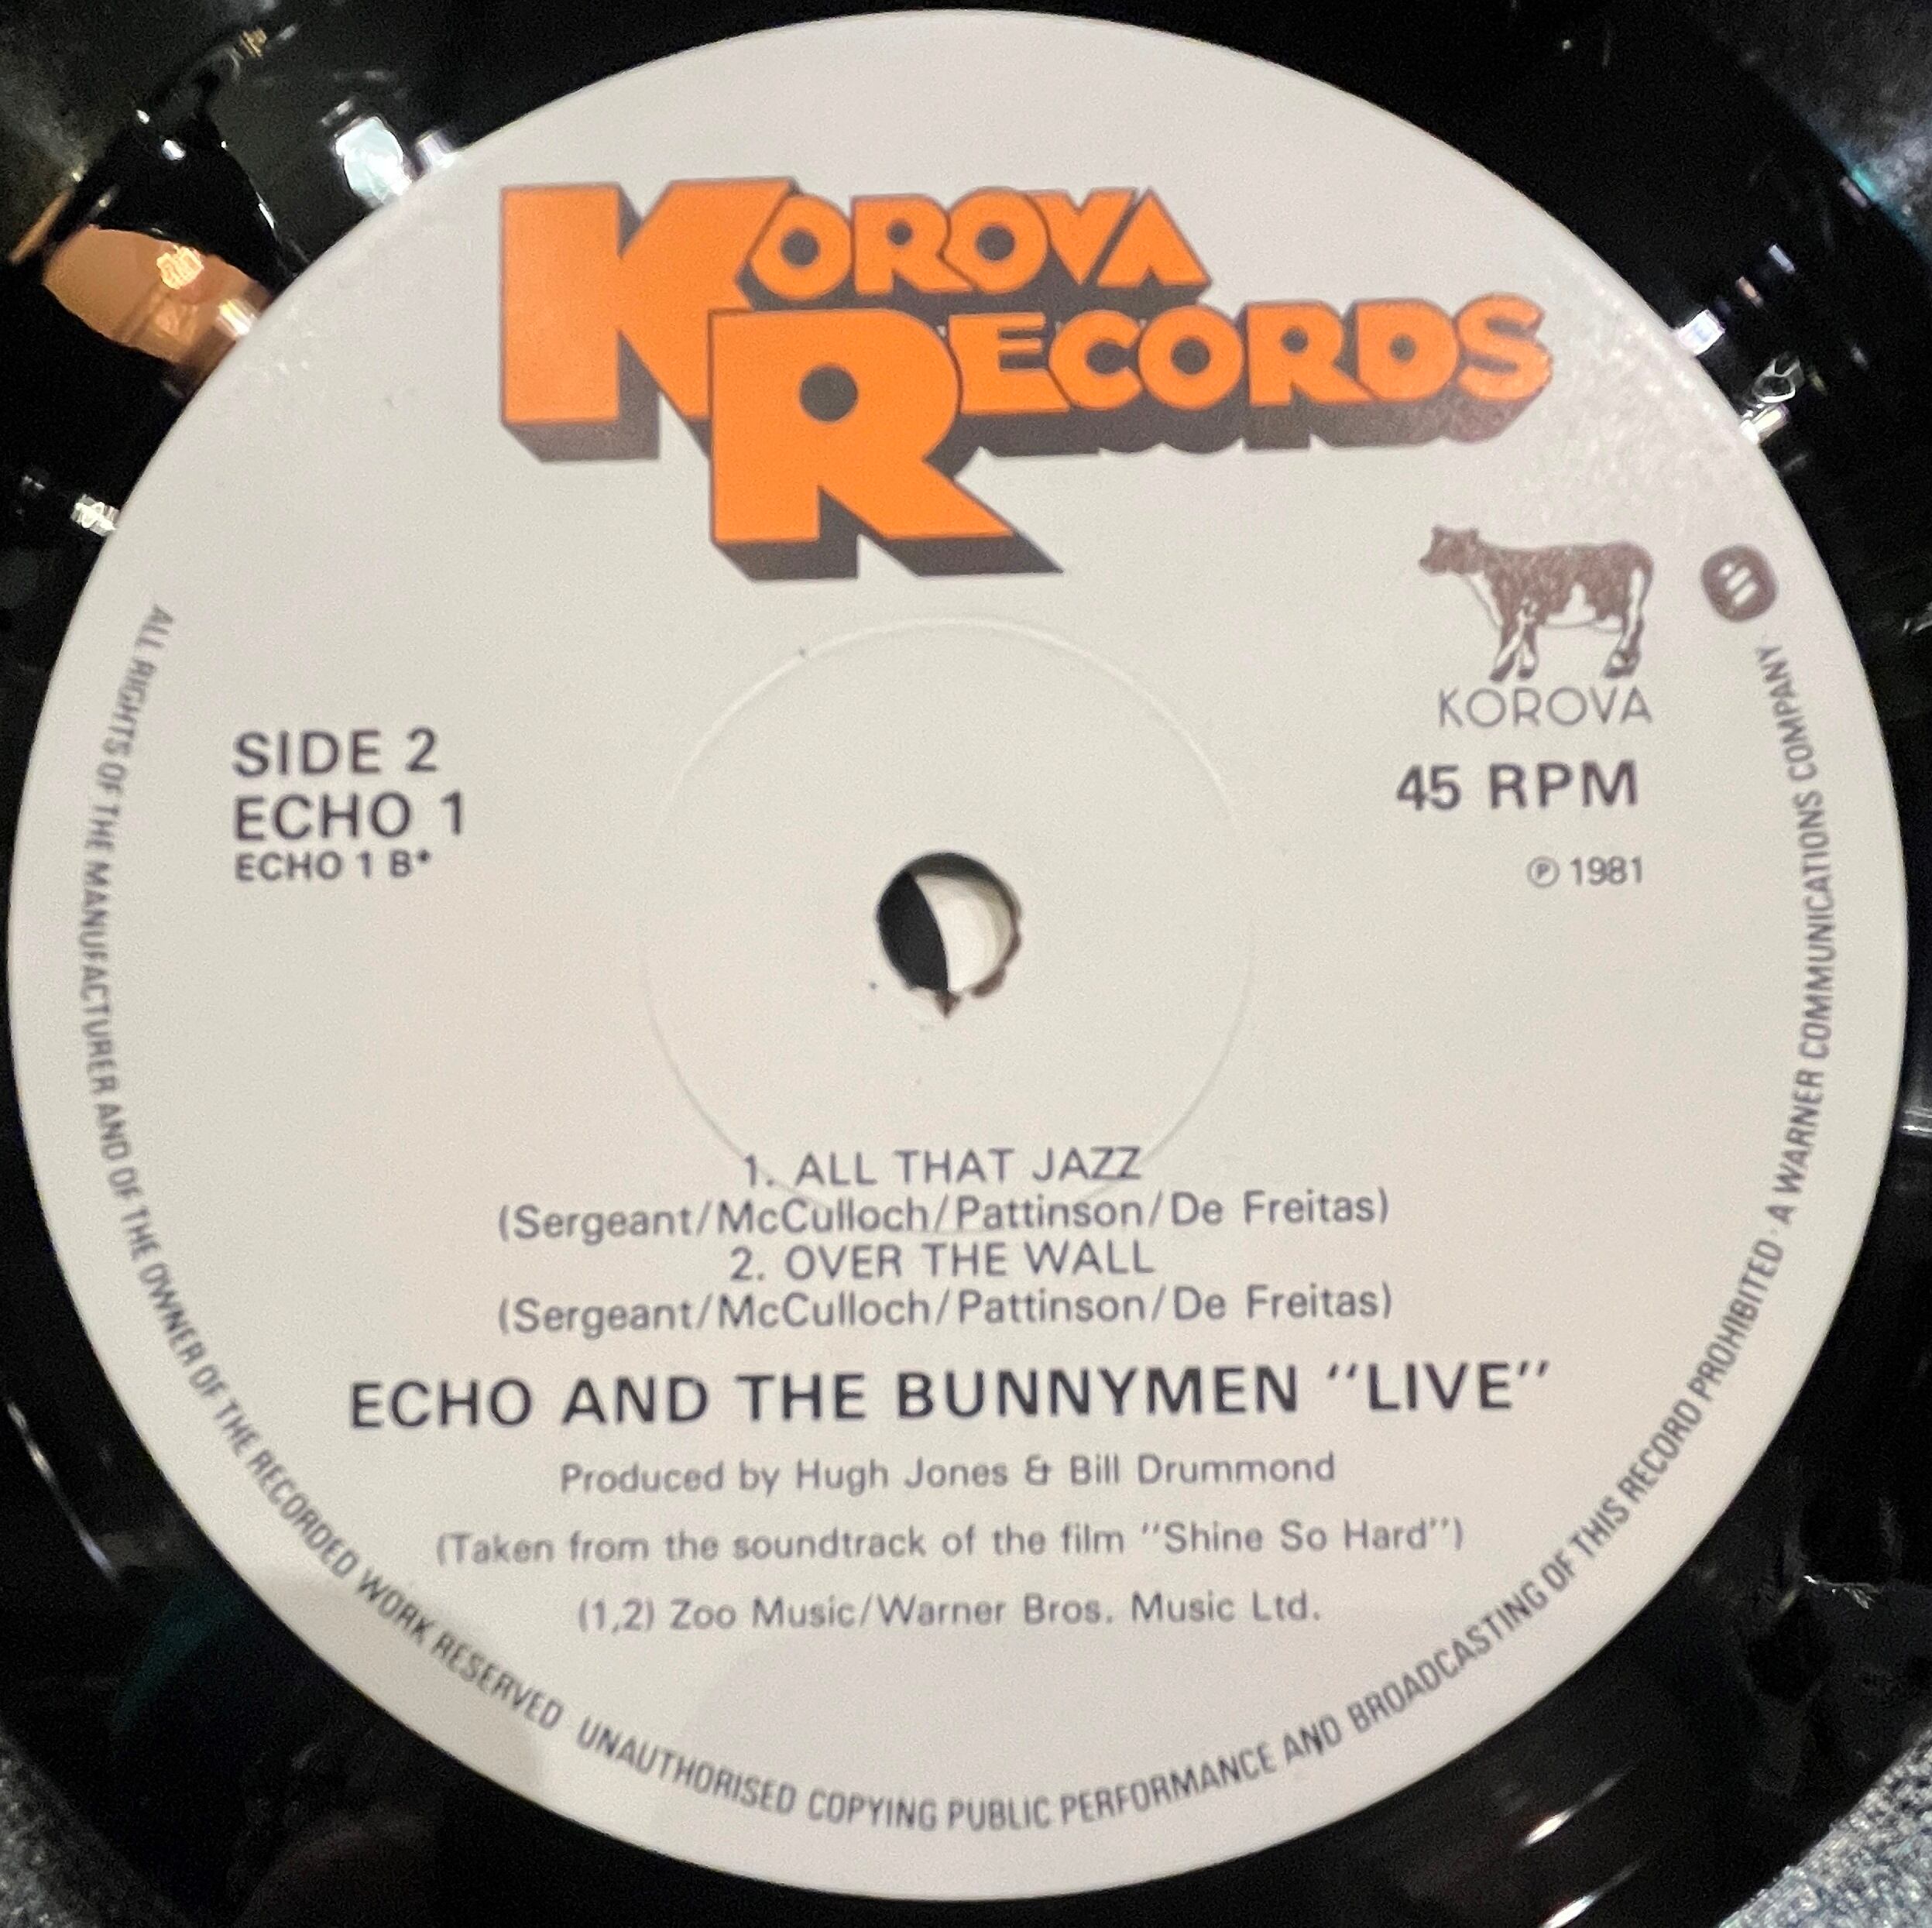 KOROVA
RECORDS
KOROVA
SIDE 2
ECHO 1
ECHO 1 B*
45 RPM
℗ 1981
1. ALL THAT JAZZ
(Sergeant/McCulloch/Pattinson/De Freitas)
2. OVER THE WALL
(Sergeant/McCulloch/Pattinson/De Freitas)
ECHO AND THE BUNNYMEN "LIVE"
Produced by Hugh Jones & Bill Drummond
(Taken from the soundtrack of the film "Shine So Hard")
(1,2) Zoo Music/Warner Bros. Music Ltd.
ALL RIGHTS OF THE MANUFACTURER AND OF THE OWNER OF THE RECORDED WORK RESERVED UNAUTHORISED COPYING PUBLIC PERFORMANCE AND BROADCASTING OF THIS RECORD PROHIBITED · A WARNER COMMUNICATIONS COMPANY